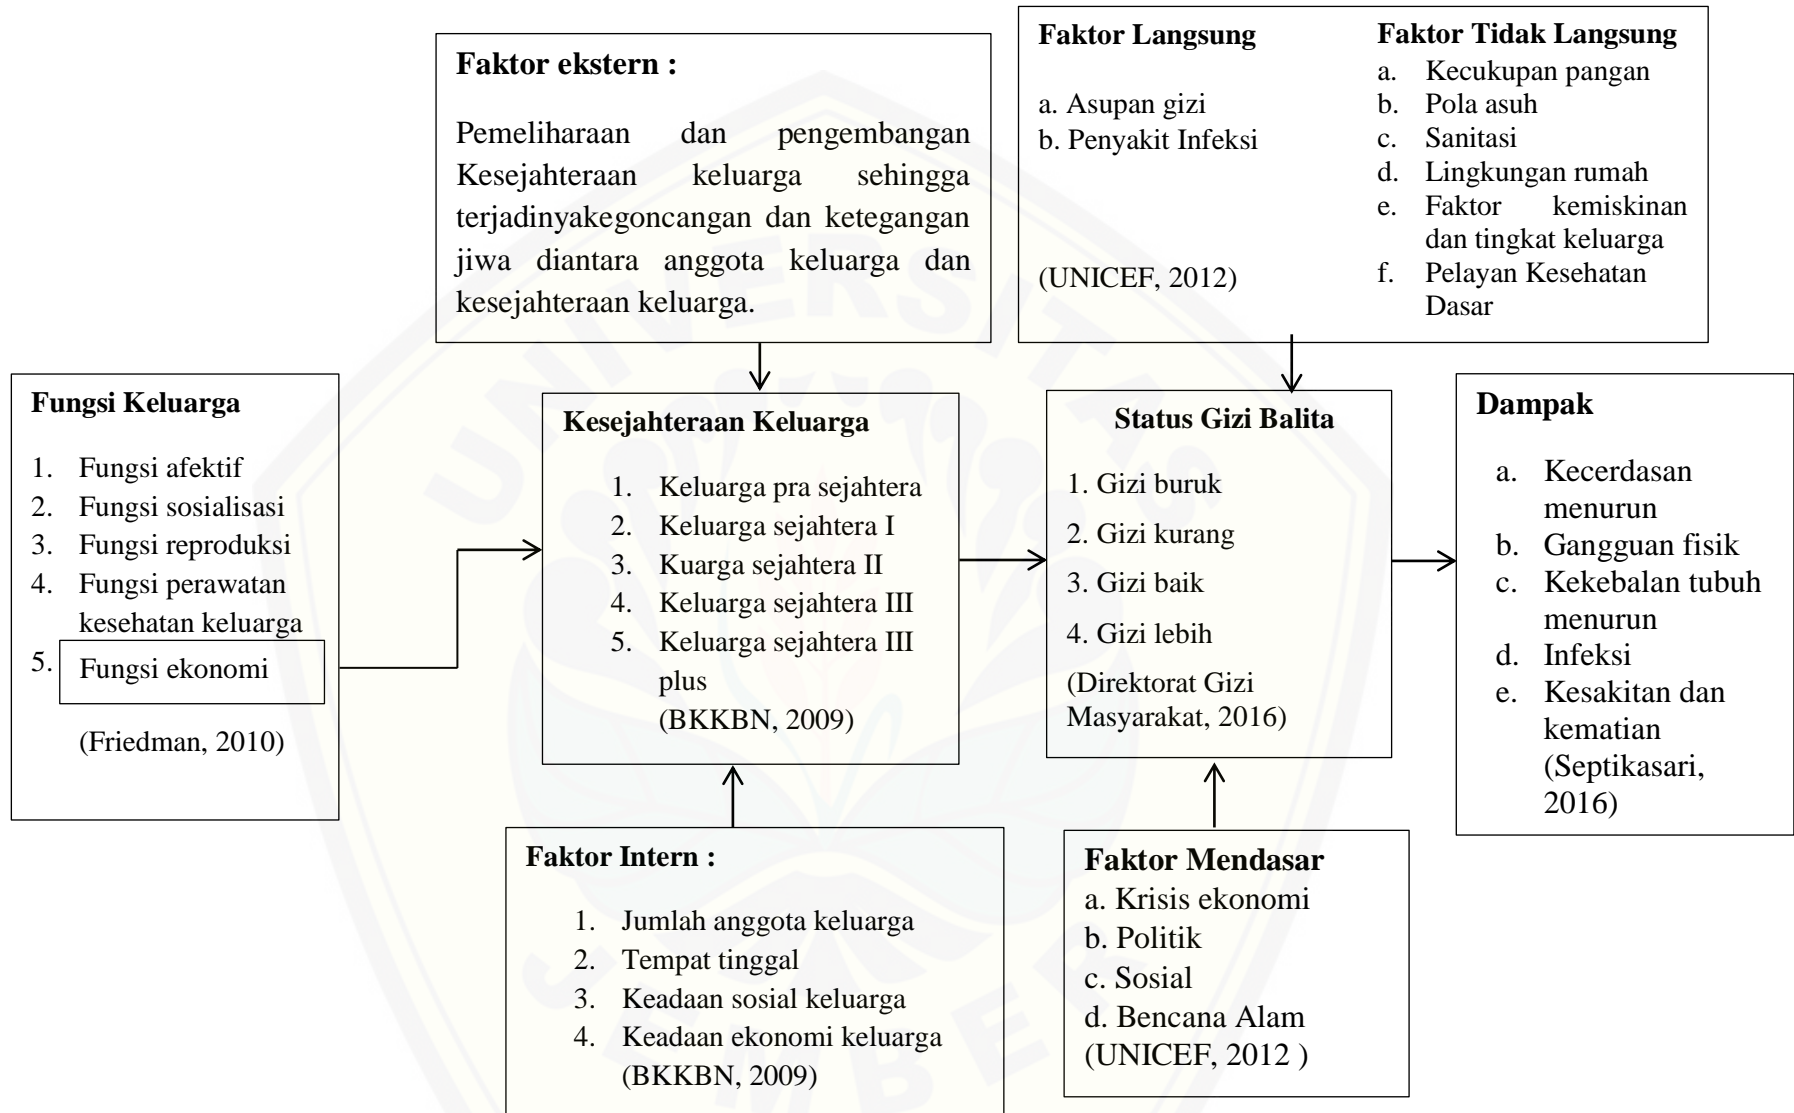 Faktor ekstern :
Pemeliharaan dan pengembangan
Kesejahteraan keluarga sehingga
terjadinyakegoncangan dan ketegangan
jiwa diantara anggota keluarga dan
kesejahteraan keluarga.
Faktor Langsung
a. Asupan gizi
b. Penyakit Infeksi
(UNICEF, 2012)
Faktor Tidak Langsung
a. Kecukupan pangan
b. Pola asuh
c. Sanitasi
d. Lingkungan rumah
e. Faktor kemiskinan
dan tingkat keluarga
f. Pelayan Kesehatan
Dasar
Fungsi Keluarga
1. Fungsi afektif
2. Fungsi sosialisasi
3. Fungsi reproduksi
4. Fungsi perawatan
kesehatan keluarga
5. Fungsi ekonomi
(Friedman, 2010)
Kesejahteraan Keluarga
1. Keluarga pra sejahtera
2. Keluarga sejahtera I
3. Kuarga sejahtera II
4. Keluarga sejahtera III
5. Keluarga sejahtera III
plus
(BKKBN, 2009)
Status Gizi Balita
1. Gizi buruk
2. Gizi kurang
3. Gizi baik
4. Gizi lebih
(Direktorat Gizi
Masyarakat, 2016)
Dampak
a. Kecerdasan
menurun
b. Gangguan fisik
c. Kekebalan tubuh
menurun
d. Infeksi
e. Kesakitan dan
kematian
(Septikasari,
2016)
Faktor Intern :
1. Jumlah anggota keluarga
2. Tempat tinggal
3. Keadaan sosial keluarga
4. Keadaan ekonomi keluarga
(BKKBN, 2009)
Faktor Mendasar
a. Krisis ekonomi
b. Politik
c. Sosial
d. Bencana Alam
(UNICEF, 2012 )
UNIVERSITAS
JEMBER